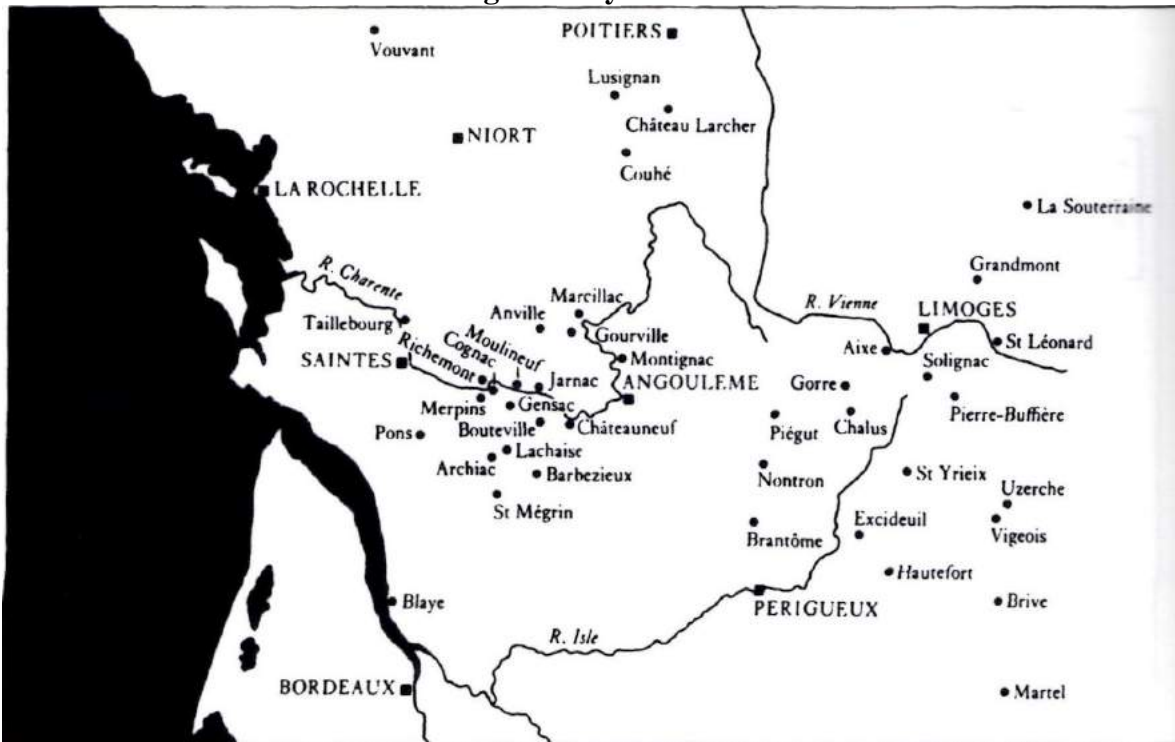 Vouvant
POITIERS
Lusignan
Château Larcher
NIORT
Couhé
LA ROCHELLE
La Souterraine
R. Charente
Grandmont
Marcillac
R. Vienne
LIMOGES
Anville
Taillebourg
Moulineuf
Gourville
Cognac
Richemont
Montignac
Aixe
St Léonard
SAINTES
Solignac
Jarnac
ANGOULEME
Gorre
Merpins
Gensac
Pierre-Buffière
Pons
Bouteville
Châteauneuf
Piégut
Chalus
Lachaise
Archiac
Barbezieux
Nontron
St Yrieix
Uzerche
St Mégrin
Excideuil
Vigeois
Brantôme
Hautefort
Blaye
PERIGUEUX
Brive
R. Isle
BORDEAUX
Martel